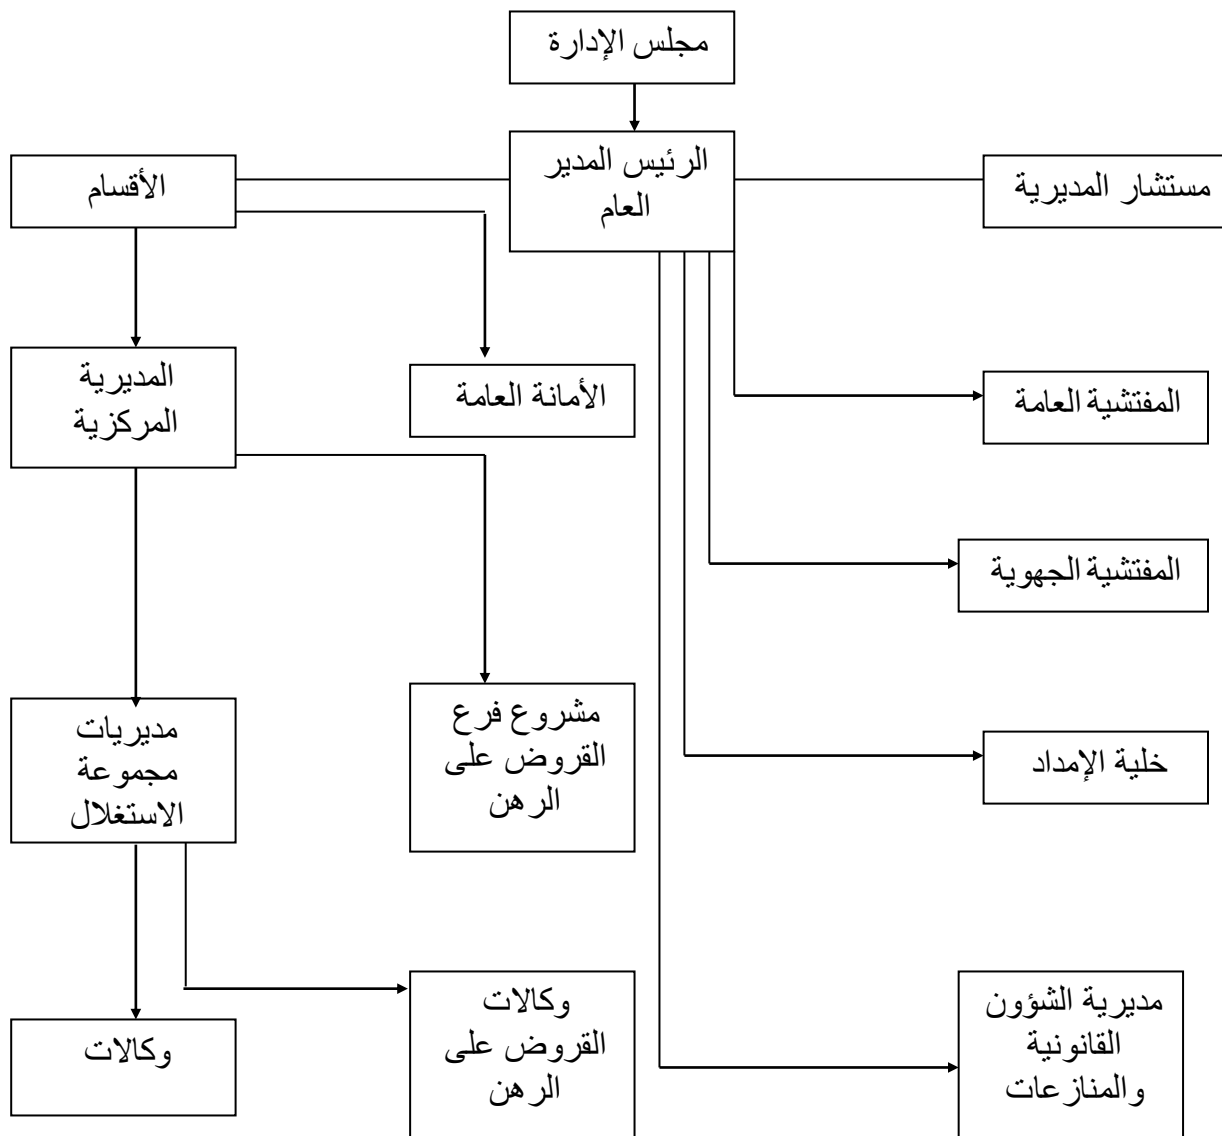 مجلس الإدارة
الرئيس المدير
العام
مستشار المديرية
الأقسام
المفتشية العامة
الأمانة العامة
المديرية
المركزية
المفتشية الجهوية
خلية الإمداد
مشروع فرع
القروض على
الرهن
مديريات
مجموعة
الاستغلال
مديرية الشؤون
القانونية
والمنازعات
وكالات
القروض على
الرهن
وكالات